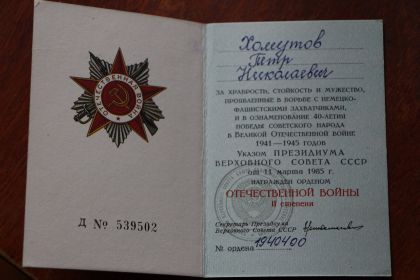 ОТЕЧЕСТВЕННАЯ ВОЙНА
Д № 539502
Хомутов
Петр
Николаевич
ЗА ХРАБРОСТЬ, СТОЙКОСТЬ И МУЖЕСТВО,
ПРОЯВЛЕННЫЕ В БОРЬБЕ С НЕМЕЦКО-
ФАШИСТСКИМИ ЗАХВАТЧИКАМИ,
И В ОЗНАМЕНОВАНИЕ 40-ЛЕТИЯ
ПОБЕДЫ СОВЕТСКОГО НАРОДА
В ВЕЛИКОЙ ОТЕЧЕСТВЕННОЙ ВОЙНЕ
1941—1945 ГОДОВ
УКАЗОМ ПРЕЗИДИУМА
ВЕРХОВНОГО СОВЕТА СССР
ОТ 11 МАРТА 1985 Г.
НАГРАЖДЕН ОРДЕНОМ
ОТЕЧЕСТВЕННОЙ ВОЙНЫ
II СТЕПЕНИ
Секретарь Президиума
Верховного Совета СССР
№ ордена 1940400